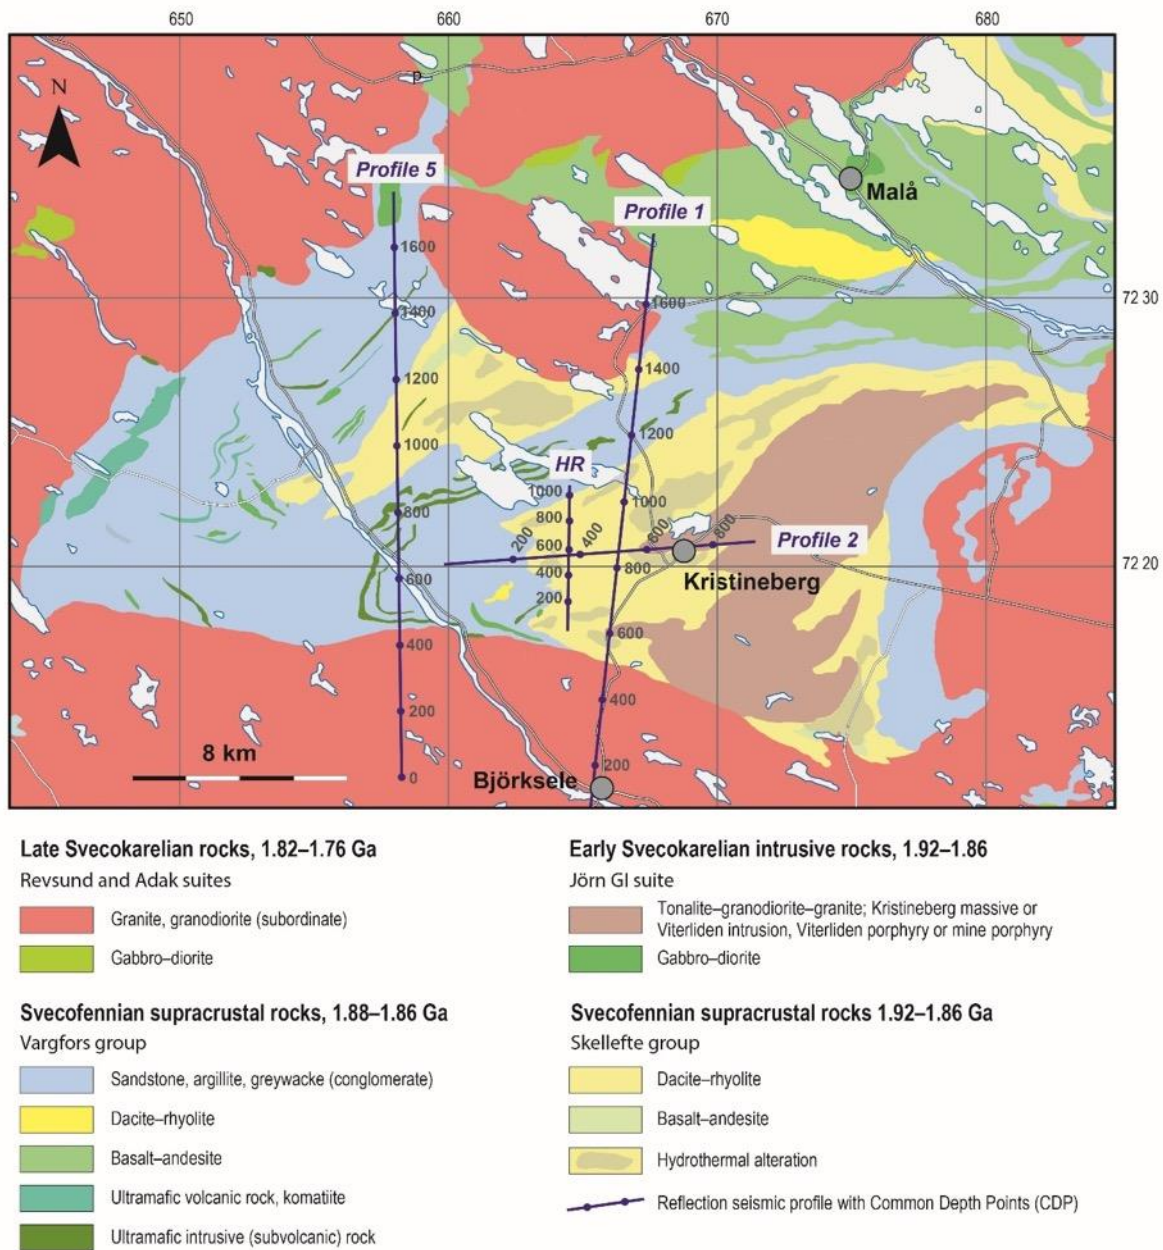 650 660 670 680
N
P
Profile 5
Malå
Profile 1
1600
72 30
1600
1400
1400
1200
1200
1000
HR
1000
1000
800
800
200
400
600
800
600
Profile 2
72 20
600
400
800
Kristineberg
200
600
400
400
200
8 km
200
Björksele
0
Late Svecokarelian rocks, 1.82–1.76 Ga
Revsund and Adak suites
Granite, granodiorite (subordinate)
Gabbro–diorite
Svecofennian supracrustal rocks, 1.88–1.86 Ga
Vargfors group
Sandstone, argillite, greywacke (conglomerate)
Dacite–rhyolite
Basalt–andesite
Ultramafic volcanic rock, komatiite
Ultramafic intrusive (subvolcanic) rock
Early Svecokarelian intrusive rocks, 1.92–1.86
Jörn GI suite
Tonalite–granodiorite–granite; Kristineberg massive or
Viterliden intrusion, Viterliden porphyry or mine porphyry
Gabbro–diorite
Svecofennian supracrustal rocks 1.92–1.86 Ga
Skellefte group
Dacite–rhyolite
Basalt–andesite
Hydrothermal alteration
Reflection seismic profile with Common Depth Points (CDP)